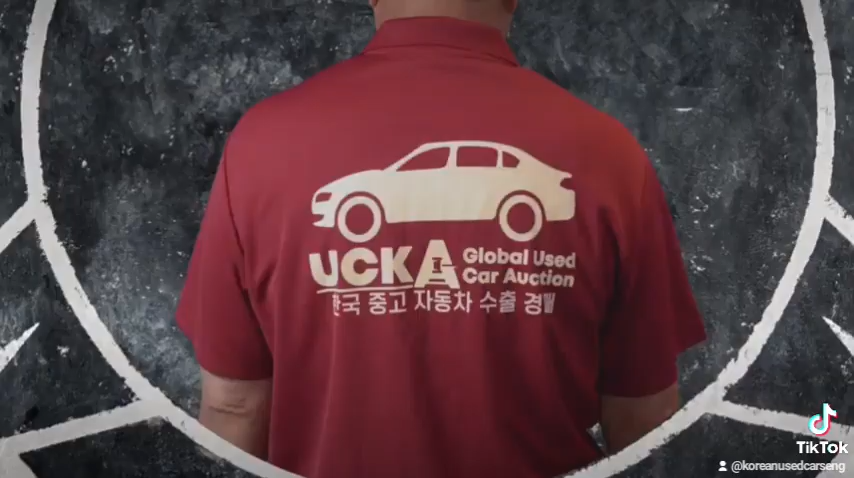 UCKA
Global Used
Car Auction
한국 중고 자동차 수출 경매
TikTok
@koreanusedcarseng